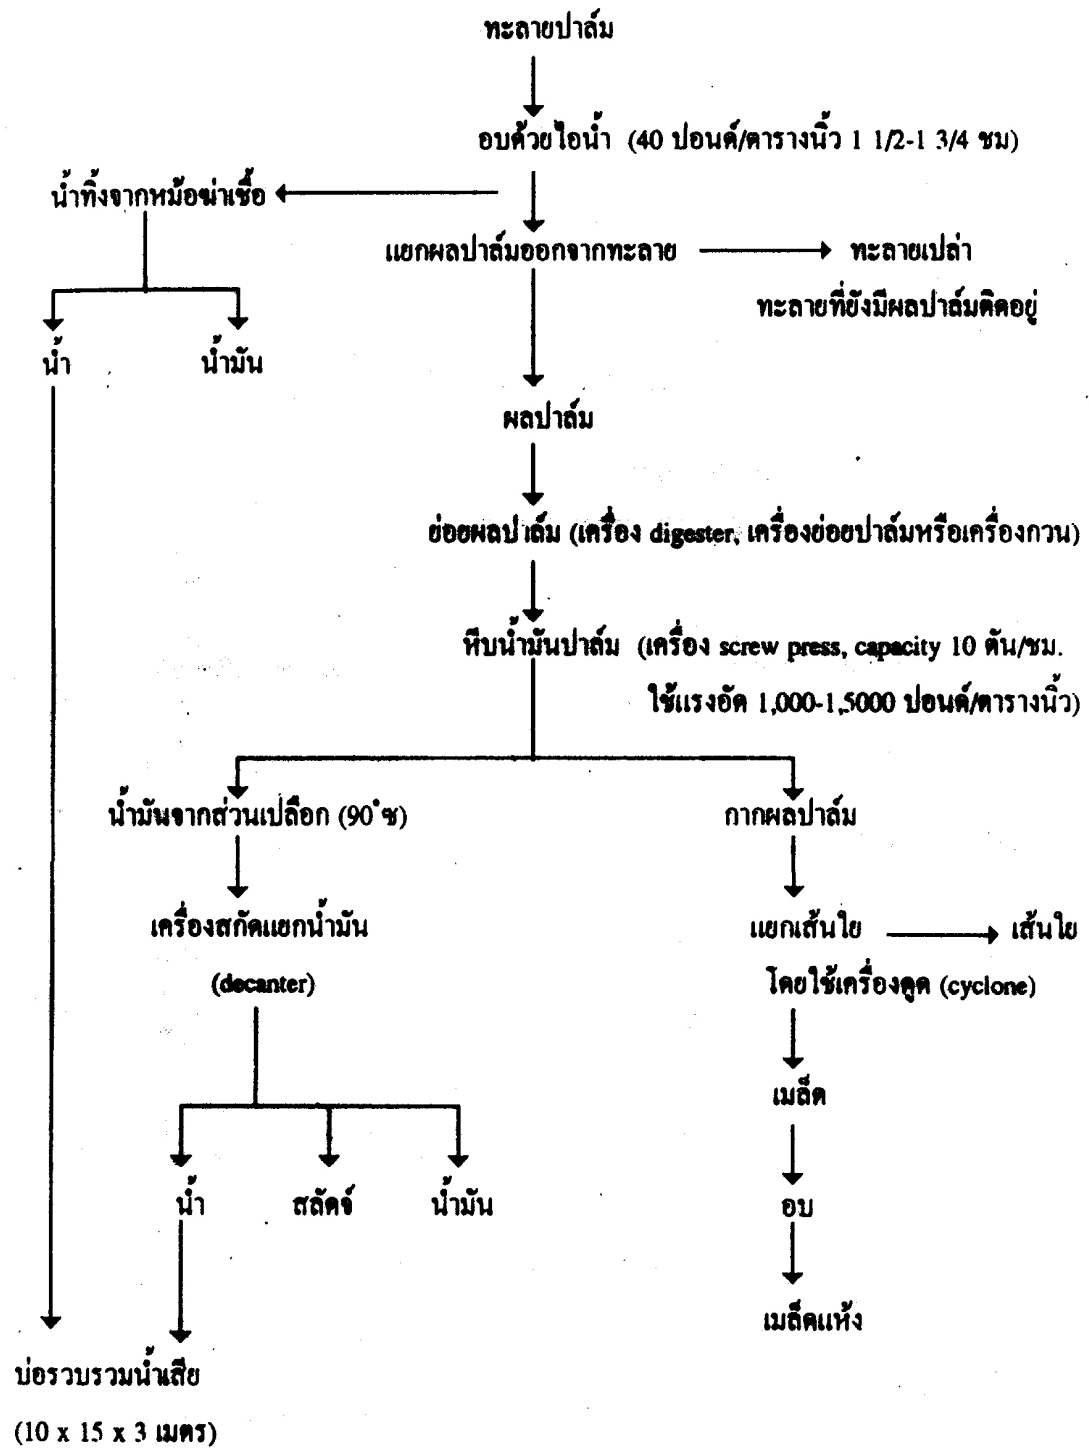 ทะลายปาล์ม
อบด้วยไอน้ำ (40 ปอนด์/ตารางนิ้ว 1 1/2-1 3/4 ชม)
น้ำทิ้งจากหม้อฆ่าเชื้อ
แยกผลปาล์มออกจากทะลาย
ทะลายเปล่า
ทะลายที่ยังมีผลปาล์มติดอยู่
น้ำ
น้ำมัน
ผลปาล์ม
ย่อยผลปาล์ม (เครื่อง digester, เครื่องย่อยปาล์มหรือเครื่องกวน)
หีบน้ำมันปาล์ม (เครื่อง screw press, capacity 10 ตัน/ชม.
ใช้แรงอัด 1,000-1,5000 ปอนด์/ตารางนิ้ว)
น้ำมันจากส่วนเปลือก (90 ํซ)
กากผลปาล์ม
เครื่องสกัดแยกน้ำมัน
(decanter)
แยกเส้นใย
เส้นใย
โดยใช้เครื่องดูด (cyclone)
เมล็ด
น้ำ
สลัดจ์
น้ำมัน
อบ
เมล็ดแห้ง
บ่อรวบรวมน้ำเสีย
(10 x 15 x 3 เมตร)